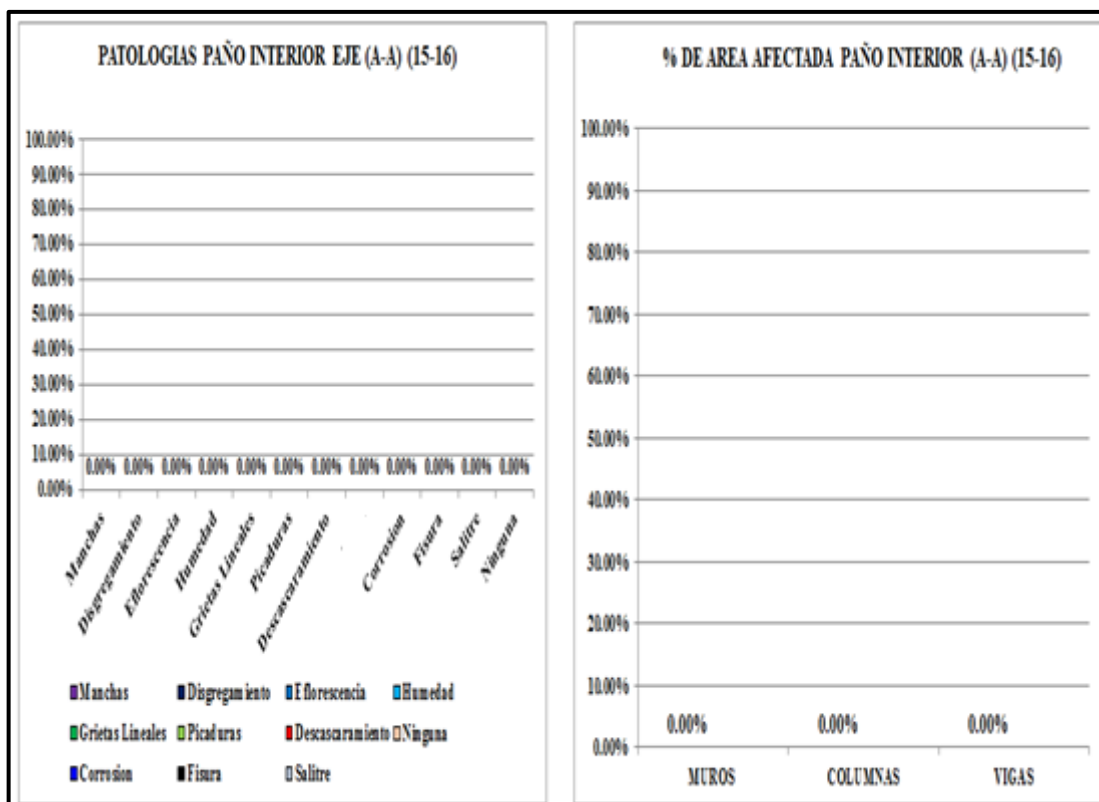 PATOLOGIAS PAÑO INTERIOR EJE (A-A) (15-16)
100.00%
90.00%
80.00%
70.00%
60.00%
50.00%
40.00%
30.00%
20.00%
10.00%
0.00%
0.00% 0.00% 0.00% 0.00% 0.00% 0.00% 0.00% 0.00% 0.00% 0.00% 0.00% 0.00%
Manchas
Disgregamiento
Eflorescencia
Humedad
Grietas Lineales
Picaduras
Descascaramiento
Corrosion
Fisura
Salitre
Ninguna
Manchas Disgregamiento Eflorescencia Humedad
Grietas Lineales Picaduras Descascaramiento Ninguna
Corrosion Fisura Salitre
% DE AREA AFECTADA PAÑO INTERIOR (A-A) (15-16)
100.00%
90.00%
80.00%
70.00%
60.00%
50.00%
40.00%
30.00%
20.00%
10.00%
0.00%
0.00% 0.00% 0.00%
MUROS COLUMNAS VIGAS